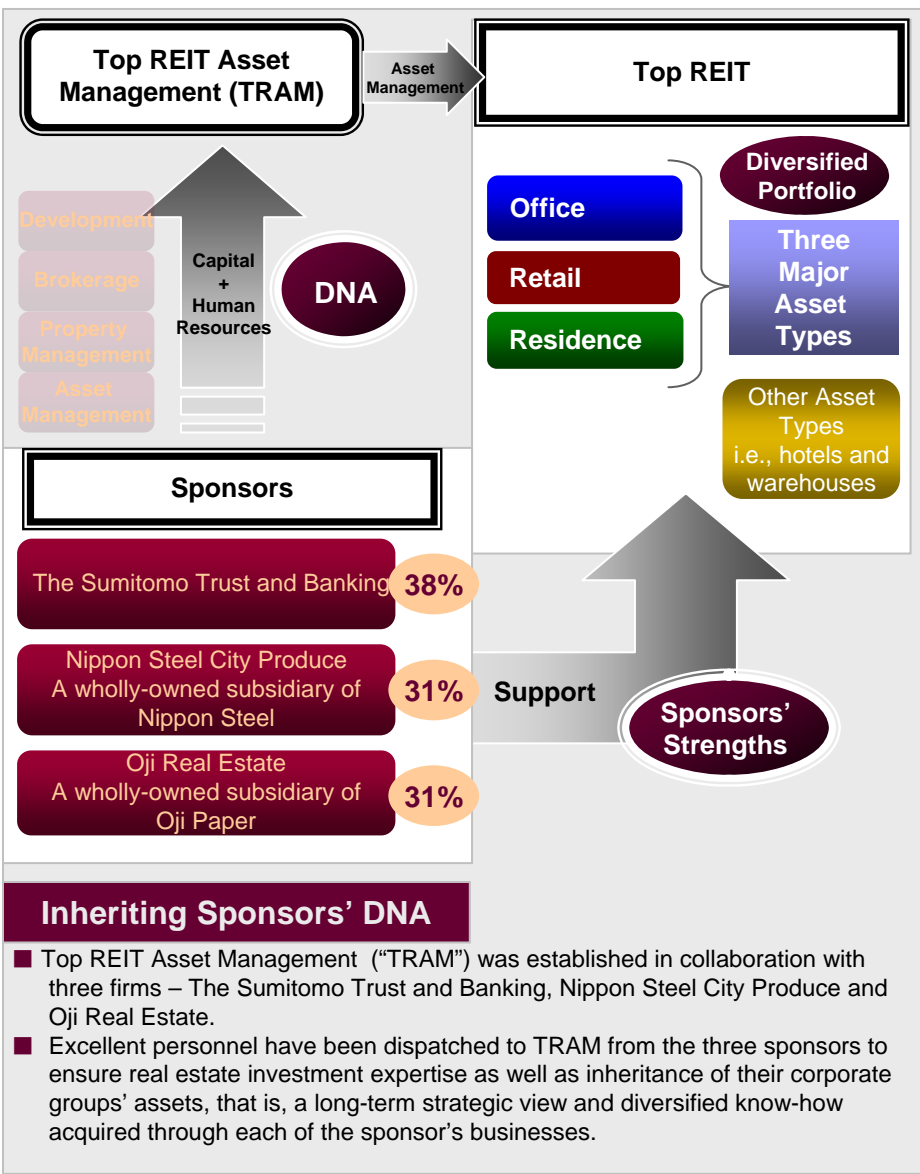 Top REIT Asset
Management (TRAM)
Asset
Management
Top REIT
Development
Brokerage
Property
Management
Asset
Management
Capital
+
Human
Resources
DNA
Office
Retail
Residence
Diversified
Portfolio
Three
Major
Asset
Types
Other Asset
Types
i.e., hotels and
warehouses
Sponsors
The Sumitomo Trust and Banking
38%
Nippon Steel City Produce
A wholly-owned subsidiary of
Nippon Steel
31%
Oji Real Estate
A wholly-owned subsidiary of
Oji Paper
31%
Support
Sponsors’
Strengths
Inheriting Sponsors’ DNA
■ Top REIT Asset Management (“TRAM”) was established in collaboration with
three firms – The Sumitomo Trust and Banking, Nippon Steel City Produce and
Oji Real Estate.
■ Excellent personnel have been dispatched to TRAM from the three sponsors to
ensure real estate investment expertise as well as inheritance of their corporate
groups’ assets, that is, a long-term strategic view and diversified know-how
acquired through each of the sponsor’s businesses.